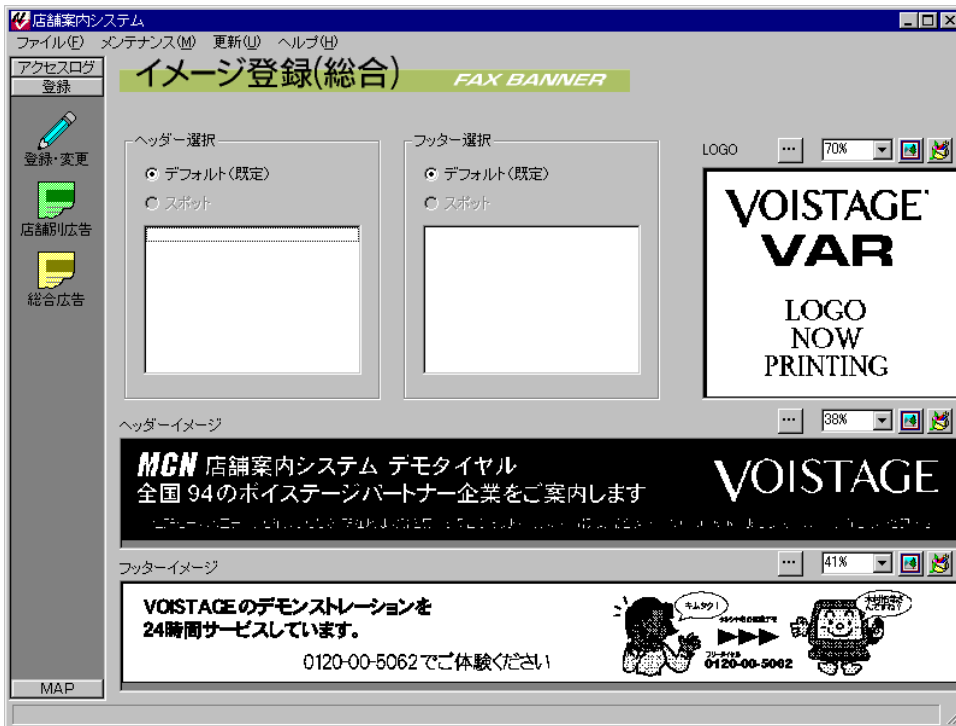 店舗案内システム
ファイル(F) メンテナンス(M) 更新(U) ヘルプ(H)
アクセスログ
登録
登録・変更
店舗別広告
総合広告
MAP
イメージ登録(総合) FAX BANNER
ヘッダー選択
デフォルト(既定)
スポット
フッター選択
デフォルト(既定)
スポット
LOGO ... 70%
VOISTAGE
VAR
LOGO
NOW
PRINTING
ヘッダーイメージ ... 38%
MCN 店舗案内システム デモダイヤル
全国94のボイステージパートナー企業をご案内します
VOISTAGE
フッターイメージ ... 41%
VOISTAGEのデモンストレーションを
24時間サービスしています。
0120-00-5062でご体験ください
キムタク!
フリーダイヤル
0120-00-5062